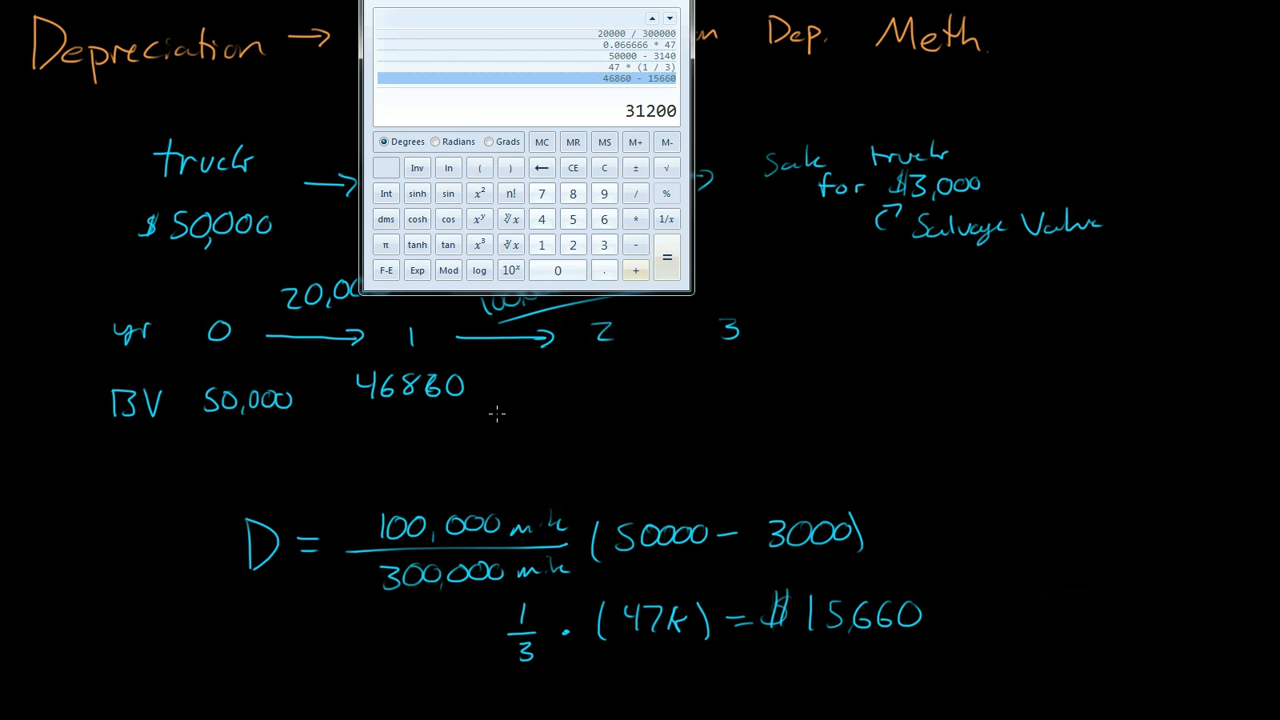 Depreciation → Dep. Meth.
20000 / 300000
0.066666 * 47
50000 - 3140
47 * (1 / 3)
46860 - 15660
31200
Degrees Radians Grads MC MR MS M+ M-
Inv ln ( ) ← CE C ± √
Int sinh sin x² n! 7 8 9 / %
dms cosh cos xʸ ʸ√x 4 5 6 * 1/x
π tanh tan x³ ³√x 1 2 3 - =
F-E Exp Mod log 10ˣ 0 . +
truck → Sale truck
for $3,000
$50,000 Salvage Value
20,00
yr 0 → 1 → 2 3
BV 50,000 46860
D = 100,000 mile / 300,000 mile (50000 - 3000)
1/3 · (47k) = $15,660